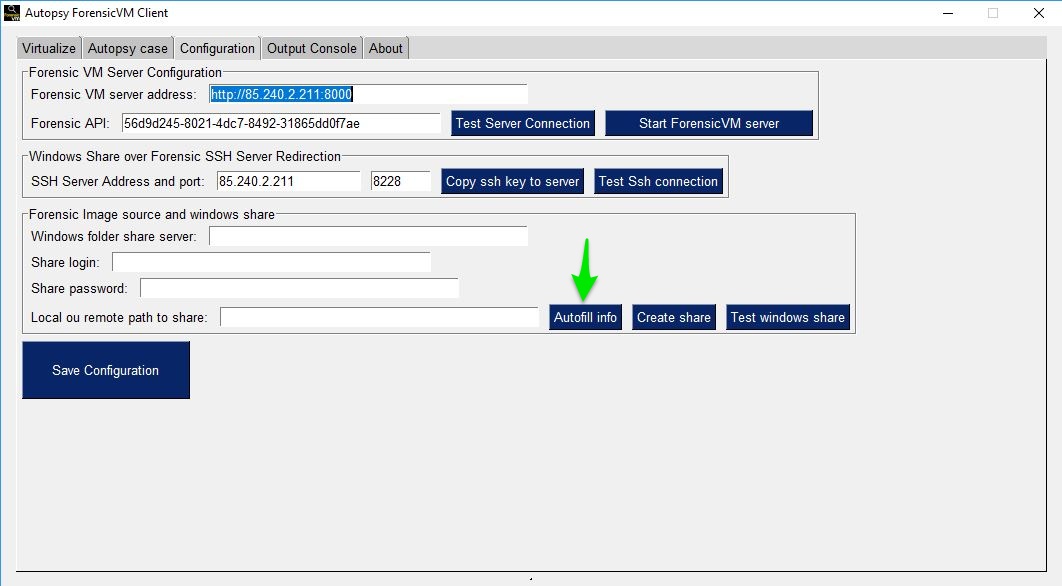 Autopsy ForensicVM Client
Virtualize Autopsy case Configuration Output Console About
Forensic VM Server Configuration
Forensic VM server address: http://85.240.2.211:8000
Forensic API: 56d9d245-8021-4dc7-8492-31865dd0f7ae Test Server Connection Start ForensicVM server
Windows Share over Forensic SSH Server Redirection
SSH Server Address and port: 85.240.2.211 8228 Copy ssh key to server Test Ssh connection
Forensic Image source and windows share
Windows folder share server:
Share login:
Share password:
Local ou remote path to share: Autofill info Create share Test windows share
Save Configuration